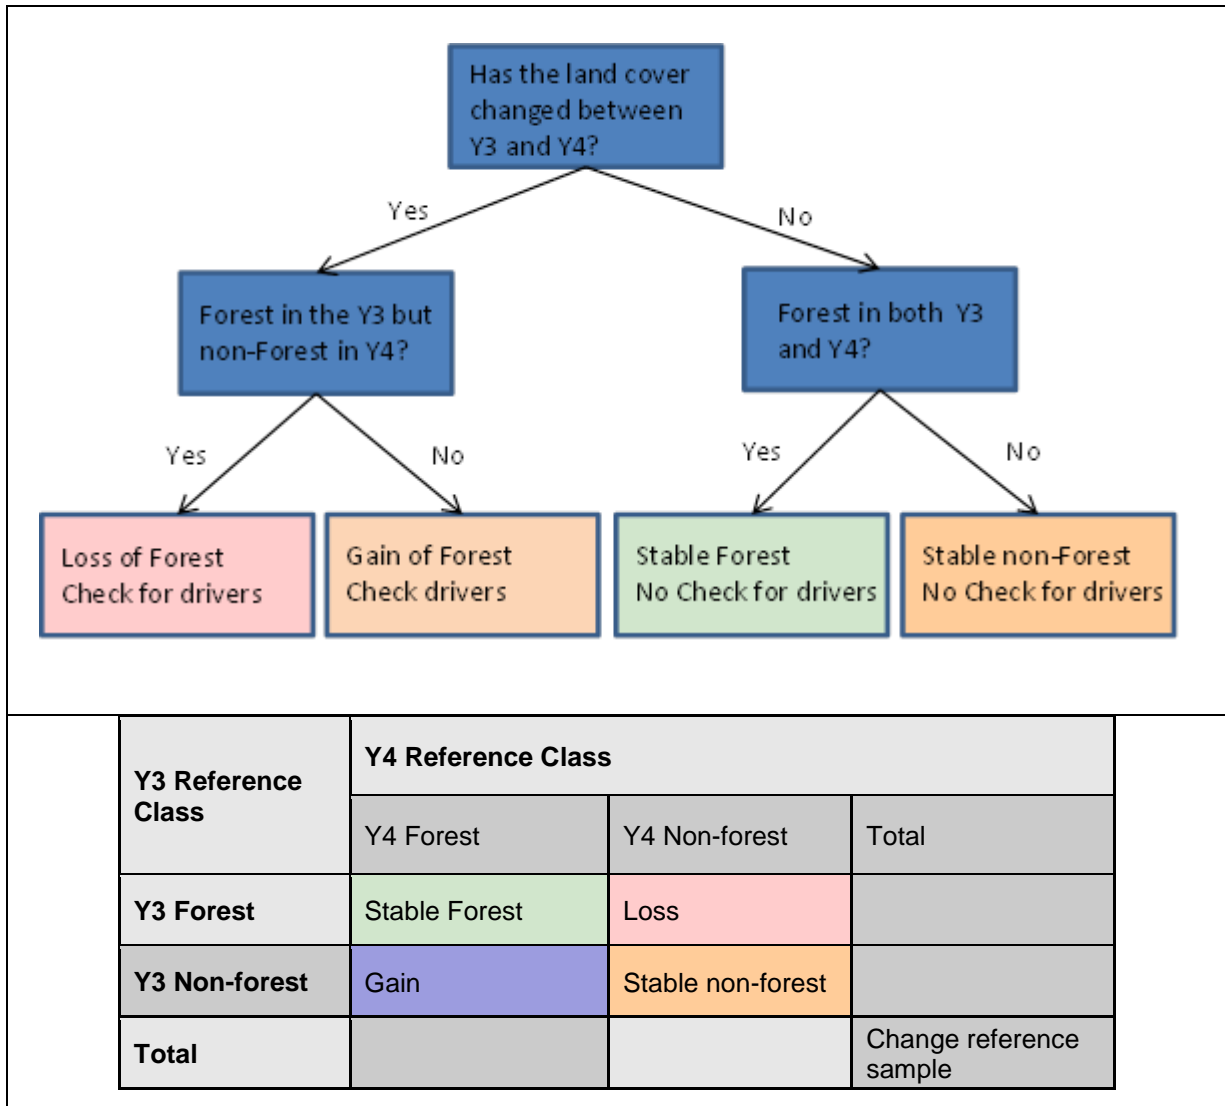 Has the land cover
changed between
Y3 and Y4?
Yes
No
Forest in the Y3 but
non-Forest in Y4?
Forest in both Y3
and Y4?
Yes
No
Yes
No
Loss of Forest
Check for drivers
Gain of Forest
Check drivers
Stable Forest
No Check for drivers
Stable non-Forest
No Check for drivers
Y3 Reference
Class
Y4 Reference Class
Y4 Forest
Y4 Non-forest
Total
Y3 Forest
Stable Forest
Loss
Y3 Non-forest
Gain
Stable non-forest
Total
Change reference
sample